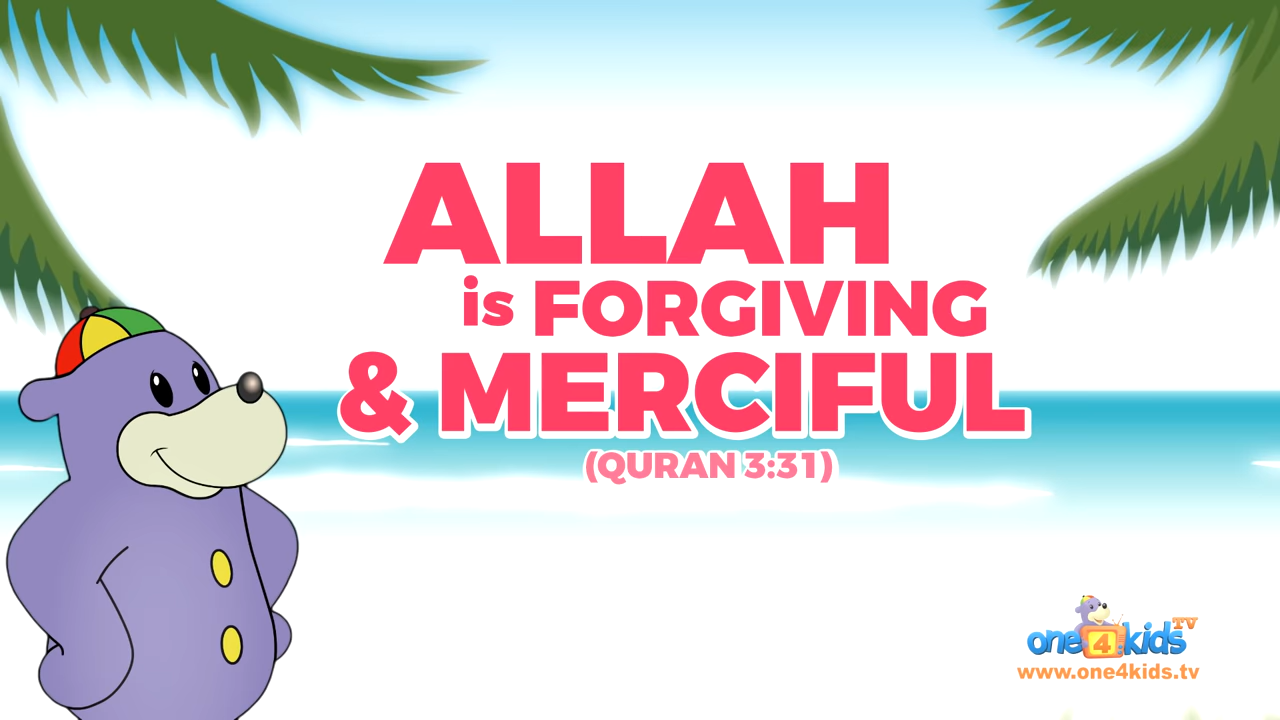 ALLAH
is FORGIVING
& MERCIFUL
(QURAN 3:31)
one4kids TV
www.one4kids.tv